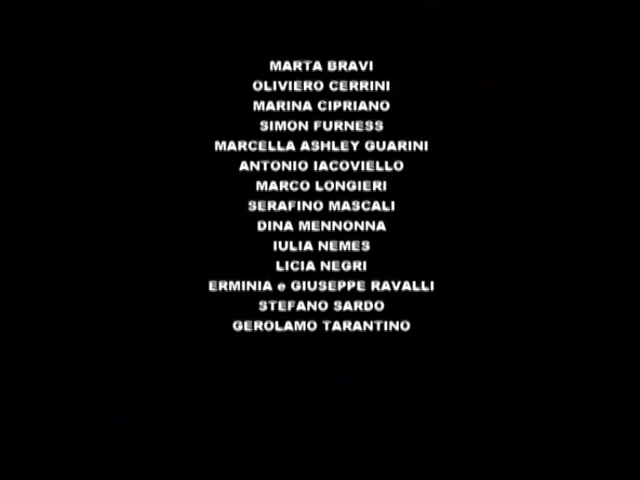 MARTA BRAVI
OLIVIERO CERRINI
MARINA CIPRIANO
SIMON FURNESS
MARCELLA ASHLEY GUARINI
ANTONIO IACOVIELLO
MARCO LONGIERI
SERAFINO MASCALI
DINA MENNONNA
IULIA NEMES
LICIA NEGRI
ERMINIA e GIUSEPPE RAVALLI
STEFANO SARDO
GEROLAMO TARANTINO